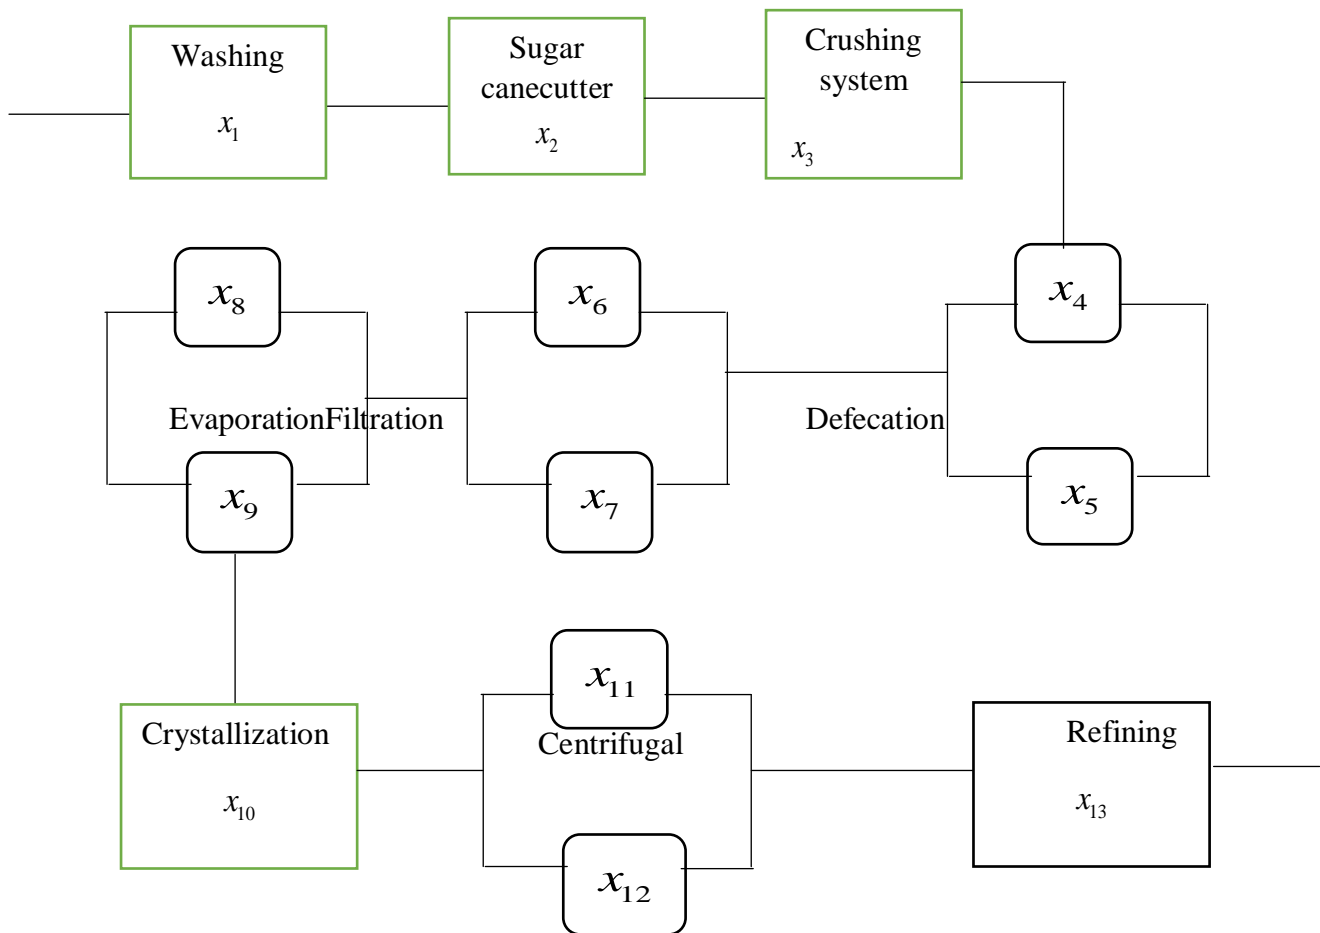 Washing
x₁
Sugar
canecutter
x₂
Crushing
system
x₃
x₈
x₆
x₄
EvaporationFiltration
Defecation
x₉
x₇
x₅
Crystallization
x₁₀
x₁₁
Centrifugal
x₁₂
Refining
x₁₃